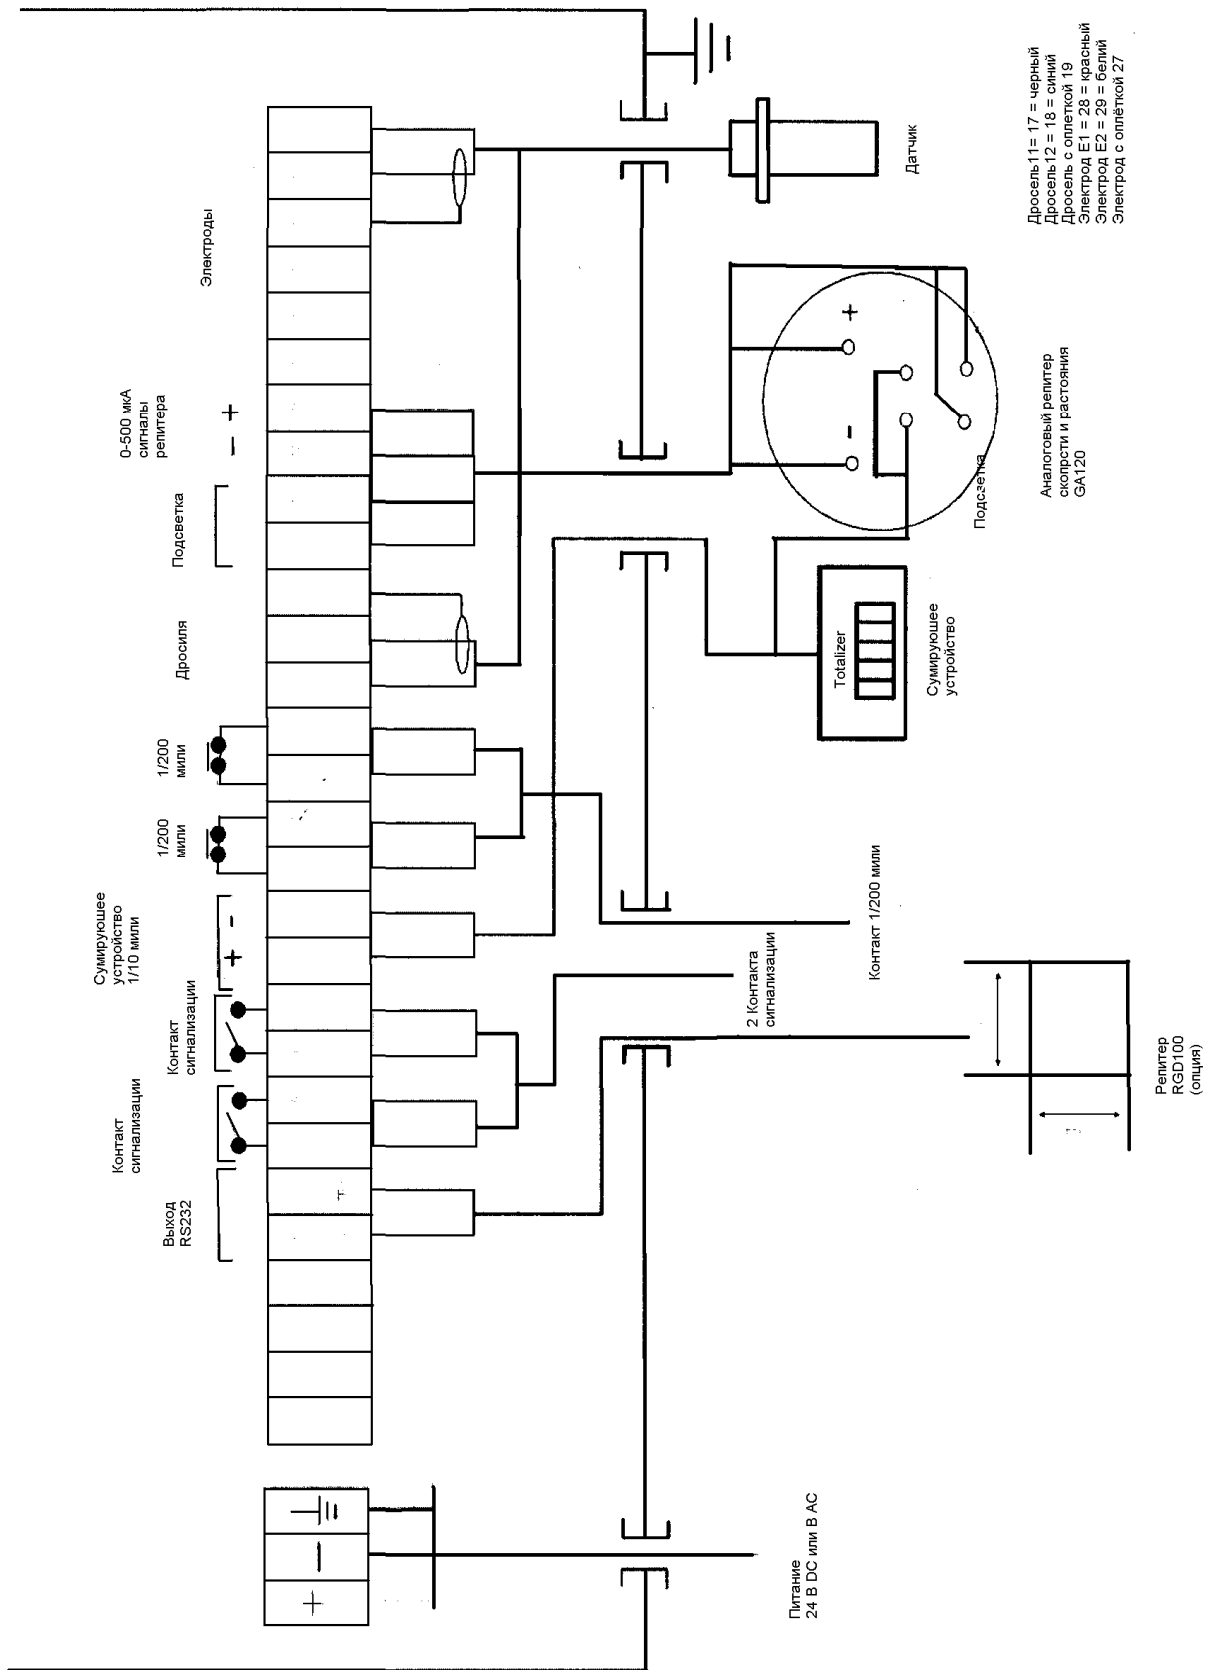 Питание
24 В DC или В АС
+
−
Выход
RS232
Контакт
сигнализации
Контакт
сигнализации
Сумируюшее
устройство
1/10 мили
+ -
1/200
мили
1/200
мили
Дросиля
Подсветка
0-500 мкА
сигналы
репитера
− +
Электроды
2 Контакта
сигнализации
Контакт 1/200 мили
Totalizer
Сумируюшее
устройство
- +
Подсветка
Датчик
Аналоговый репитер
скопрсти и растояния
GA120
Репитер
RGD100
(опция)
Дросель11= 17 = черный
Дросель12 = 18 = синий
Дросель с оплеткой 19
Электрод Е1 = 28 = красный
Электрод Е2 = 29 = белий
Электрод с оплёткой 27